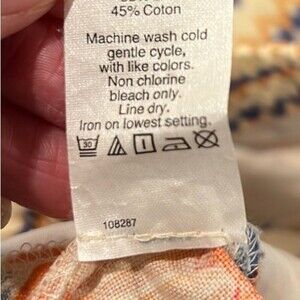 45% Coton
Machine wash cold
gentle cycle,
with like colors.
Non chlorine
bleach only.
Line dry.
Iron on lowest setting.
30
108287